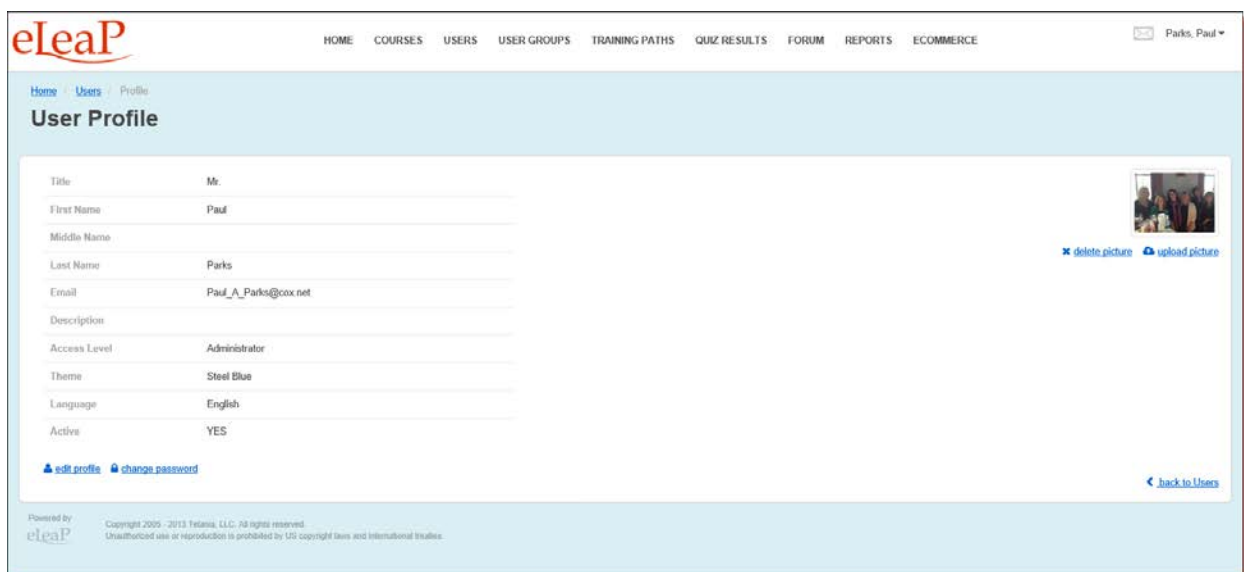 eLeaP
HOME COURSES USERS USER GROUPS TRAINING PATHS QUIZ RESULTS FORUM REPORTS ECOMMERCE
Parks, Paul
Home / Users / Profile
User Profile
Title Mr.
First Name Paul
Middle Name
Last Name Parks
Email Paul_A_Parks@cox.net
Description
Access Level Administrator
Theme Steel Blue
Language English
Active YES
delete picture upload picture
edit profile change password
back to Users
Powered by
eLeaP
Copyright 2005 - 2013 Telania, LLC. All rights reserved.
Unauthorized use or reproduction is prohibited by US copyright laws and international treaties.